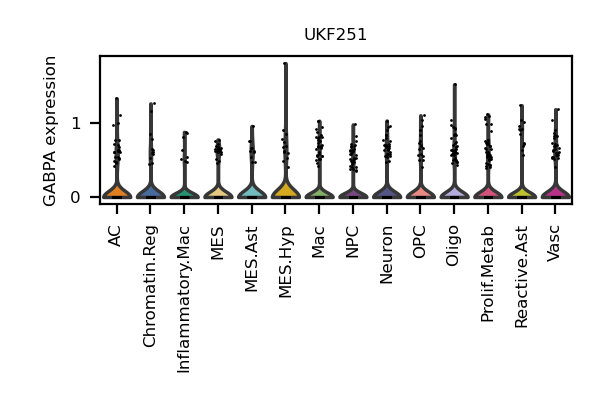 UKF251
GABPA expression
1
0
AC
Chromatin.Reg
Inflammatory.Mac
MES
MES.Ast
MES.Hyp
Mac
NPC
Neuron
OPC
Oligo
Prolif.Metab
Reactive.Ast
Vasc